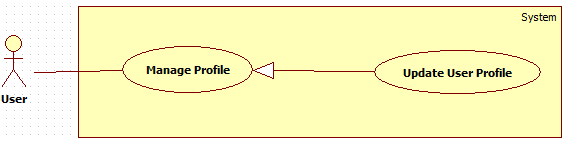 System
Manage Profile
Update User Profile
User